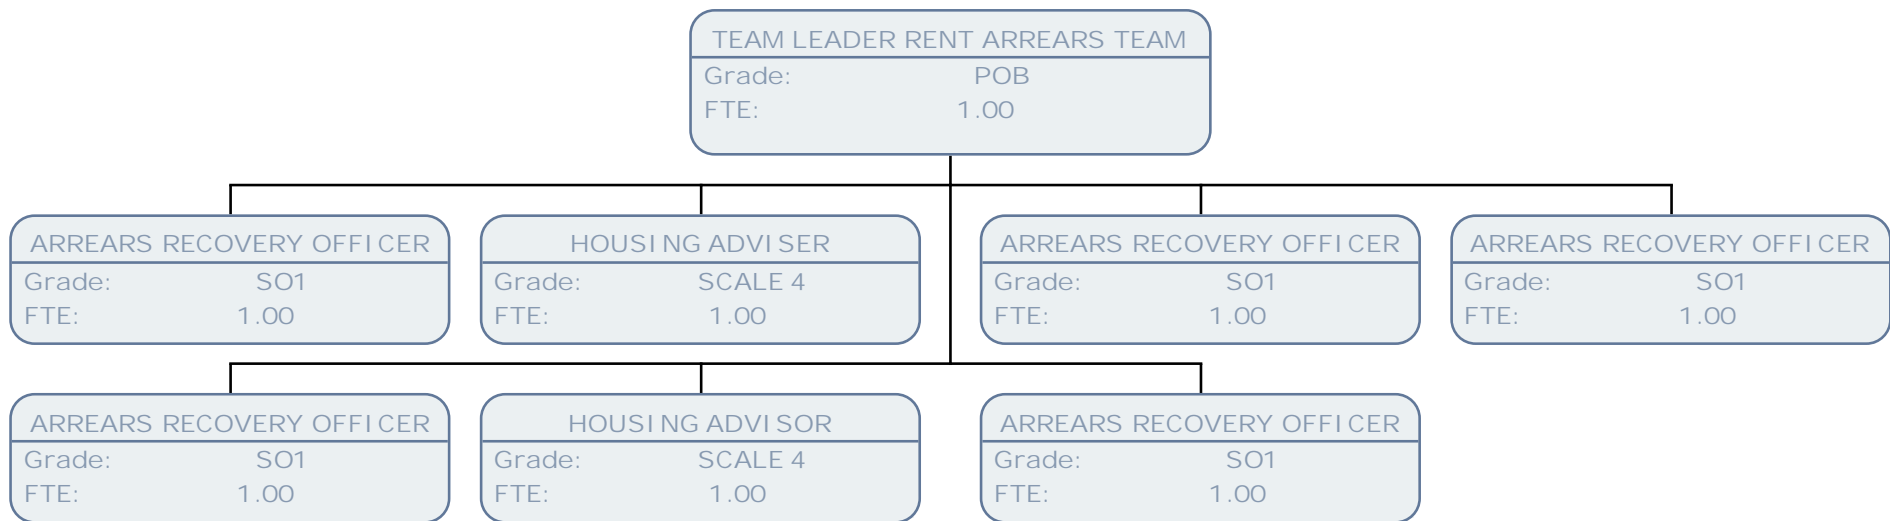 TEAM LEADER RENT ARREARS TEAM
Grade: POB
FTE: 1.00
ARREARS RECOVERY OFFICER
Grade: SO1
FTE: 1.00
HOUSING ADVISER
Grade: SCALE 4
FTE: 1.00
ARREARS RECOVERY OFFICER
Grade: SO1
FTE: 1.00
ARREARS RECOVERY OFFICER
Grade: SO1
FTE: 1.00
ARREARS RECOVERY OFFICER
Grade: SO1
FTE: 1.00
HOUSING ADVISOR
Grade: SCALE 4
FTE: 1.00
ARREARS RECOVERY OFFICER
Grade: SO1
FTE: 1.00